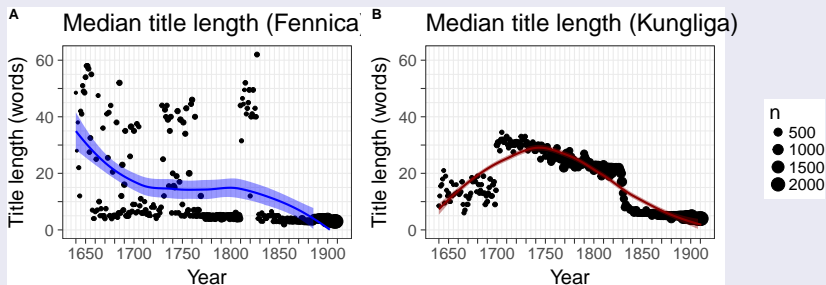 A
Median title length (Fennica)
Title length (words)
60
40
20
0
1650
1700
1750
1800
1850
1900
Year
B
Median title length (Kungliga)
Title length (words)
60
40
20
0
1650
1700
1750
1800
1850
1900
Year
n
500
1000
1500
2000